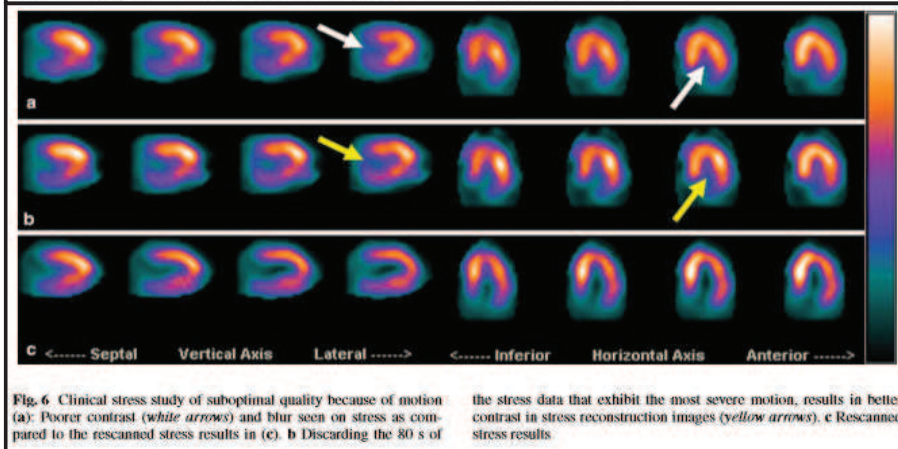 a
b
c <------ Septal Vertical Axis Lateral ------> <------ Inferior Horizontal Axis Anterior ------>
Fig. 6 Clinical stress study of suboptimal quality because of motion
(a): Poorer contrast (white arrows) and blur seen on stress as com-
pared to the rescanned stress results in (c). b Discarding the 80 s of
the stress data that exhibit the most severe motion, results in bette
contrast in stress reconstruction images (yellow arrows). c Rescanned
stress results